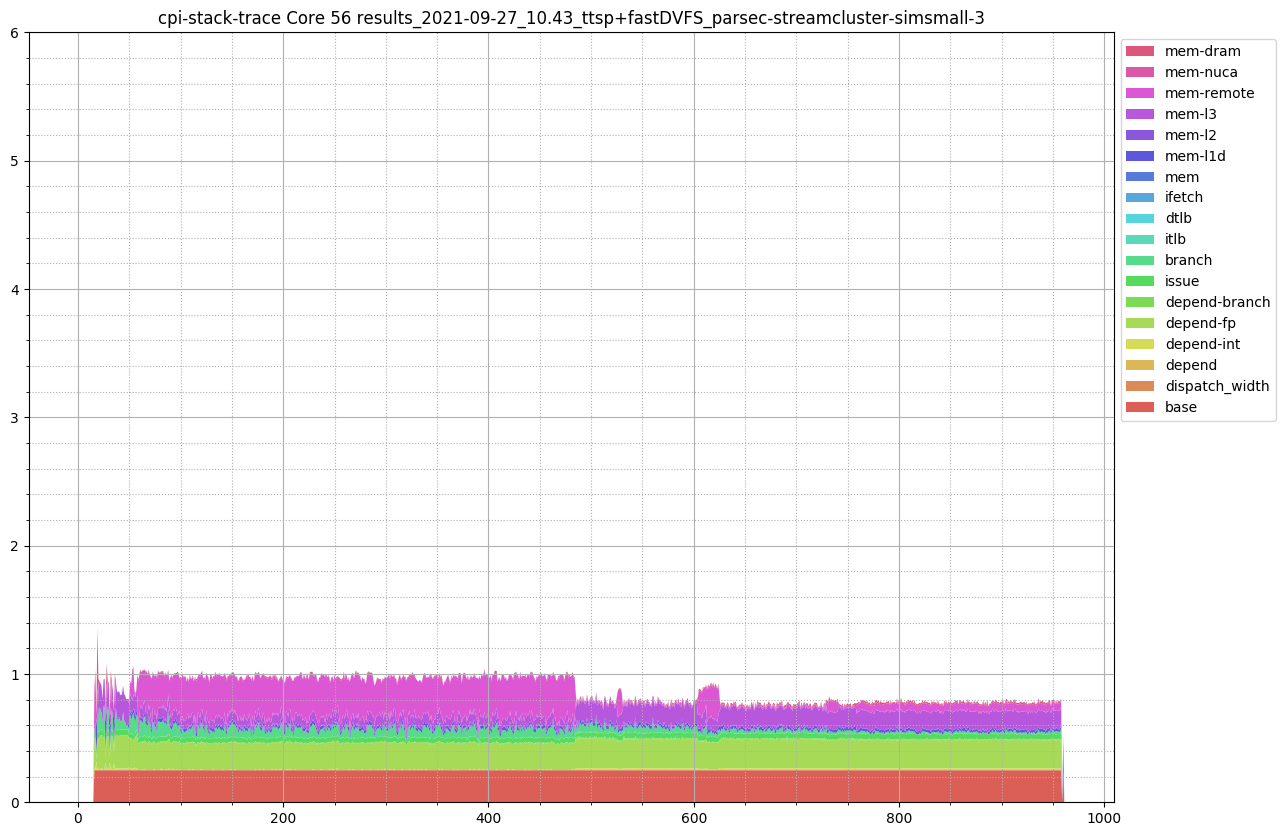 cpi-stack-trace Core 56 results_2021-09-27_10.43_ttsp+fastDVFS_parsec-streamcluster-simsmall-3
6
5
4
3
2
1
0
0 200 400 600 800 1000
mem-dram
mem-nuca
mem-remote
mem-l3
mem-l2
mem-l1d
mem
ifetch
dtlb
itlb
branch
issue
depend-branch
depend-fp
depend-int
depend
dispatch_width
base